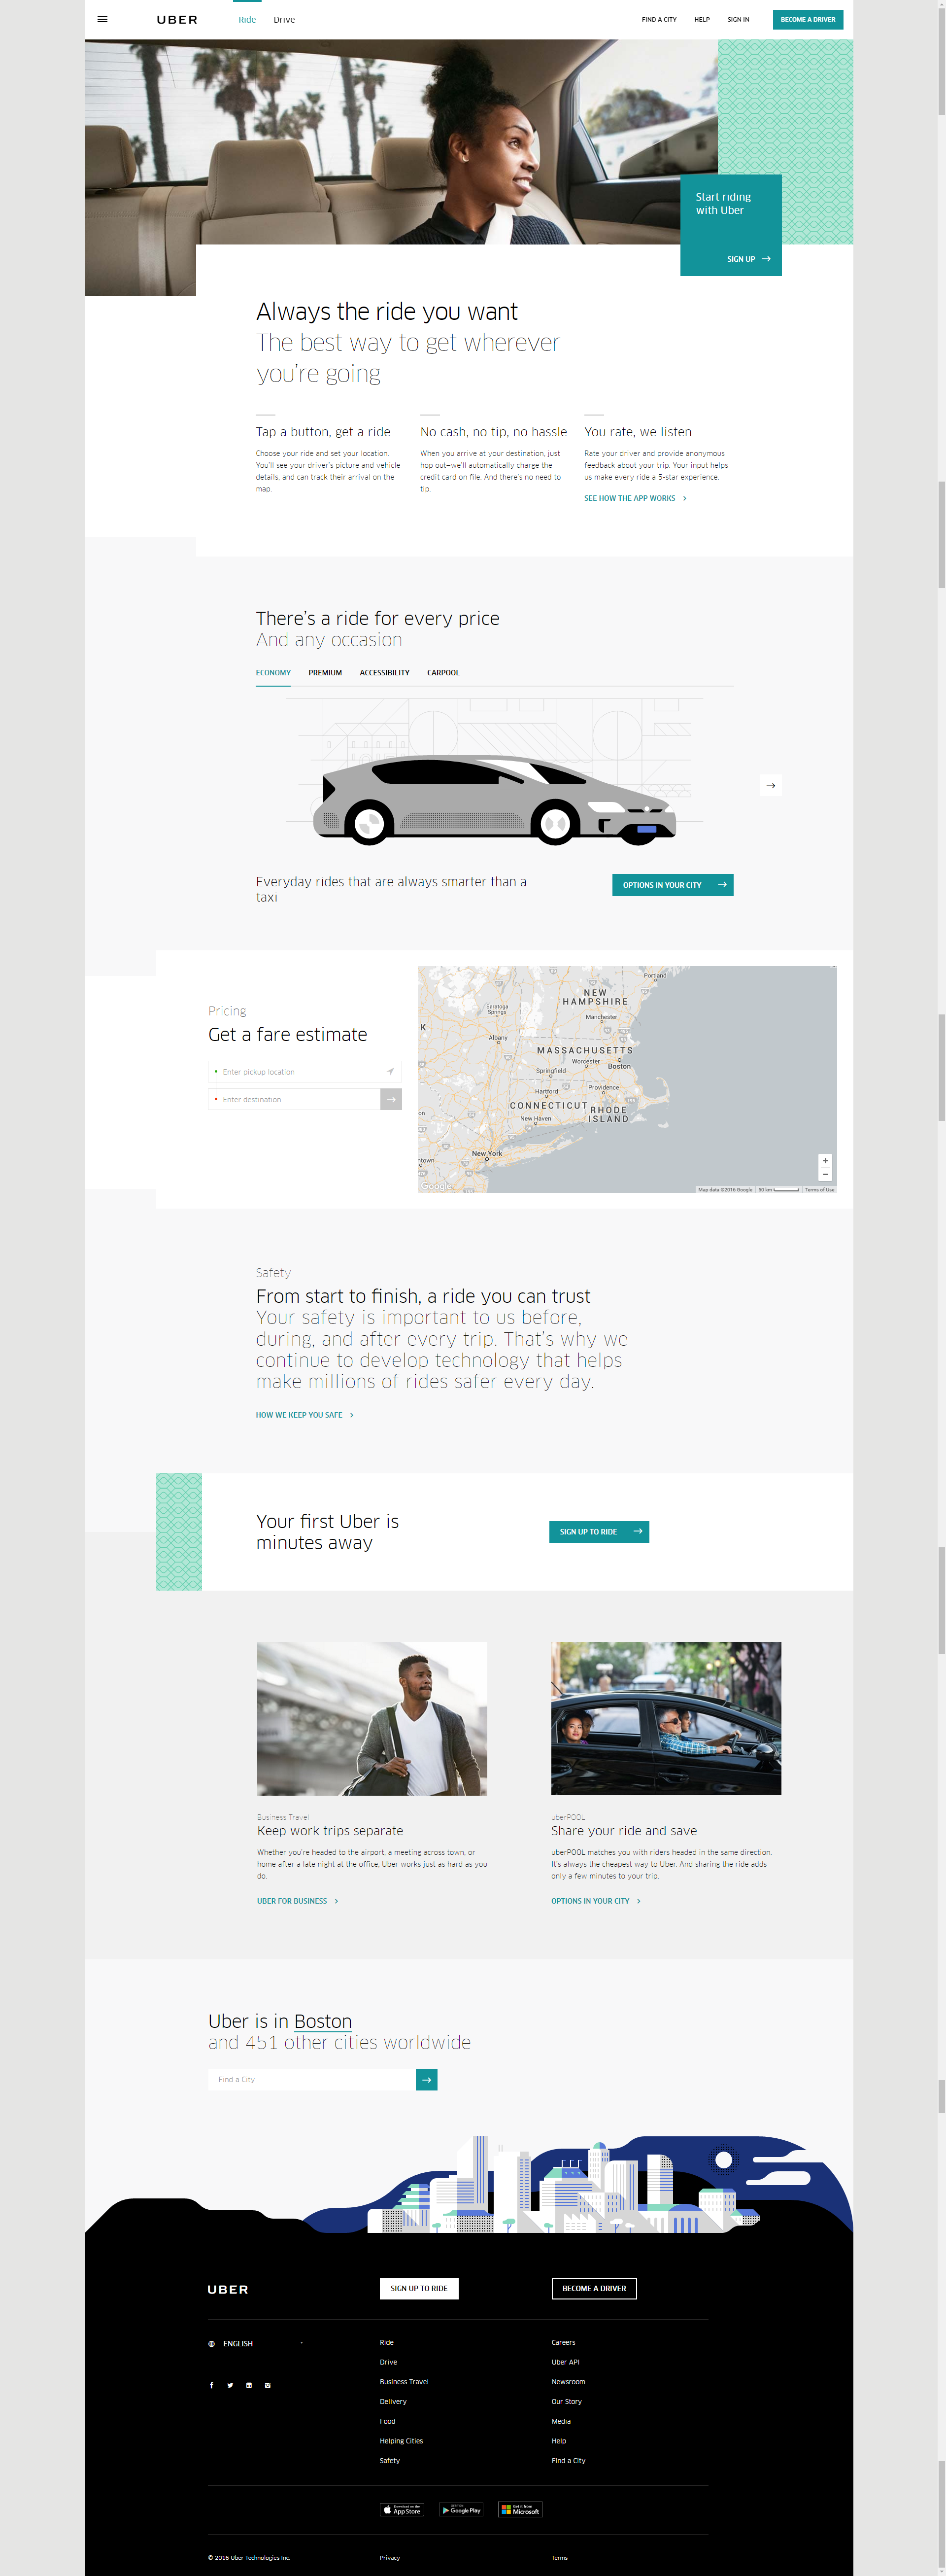 UBER
Ride
Drive
FIND A CITY
HELP
SIGN IN
BECOME A DRIVER
Start riding
with Uber
SIGN UP
Always the ride you want
The best way to get wherever
you're going
Tap a button, get a ride
Choose your ride and set your location.
You'll see your driver's picture and vehicle
details, and can track their arrival on the
map.
No cash, no tip, no hassle
When you arrive at your destination, just
hop out—we'll automatically charge the
credit card on file. And there's no need to
tip.
You rate, we listen
Rate your driver and provide anonymous
feedback about your trip. Your input helps
us make every ride a 5-star experience.
SEE HOW THE APP WORKS
There's a ride for every price
And any occasion
ECONOMY
PREMIUM
ACCESSIBILITY
CARPOOL
Everyday rides that are always smarter than a
taxi
OPTIONS IN YOUR CITY
Pricing
Get a fare estimate
Enter pickup location
Enter destination
Portland
NEW
HAMPSHIRE
Saratoga
Springs
Manchester
K
Albany
MASSACHUSETTS
Worcester
Boston
Springfield
Hartford
Providence
CONNECTICUT
RHODE
ISLAND
on
New Haven
New York
ntown
Google
+
−
Map data ©2016 Google
50 km
Terms of Use
Safety
From start to finish, a ride you can trust
Your safety is important to us before,
during, and after every trip. That's why we
continue to develop technology that helps
make millions of rides safer every day.
HOW WE KEEP YOU SAFE
Your first Uber is
minutes away
SIGN UP TO RIDE
Business Travel
Keep work trips separate
Whether you're headed to the airport, a meeting across town, or
home after a late night at the office, Uber works just as hard as you
do.
UBER FOR BUSINESS
uberPOOL
Share your ride and save
uberPOOL matches you with riders headed in the same direction.
It's always the cheapest way to Uber. And sharing the ride adds
only a few minutes to your trip.
OPTIONS IN YOUR CITY
Uber is in Boston
and 451 other cities worldwide
Find a City
UBER
SIGN UP TO RIDE
BECOME A DRIVER
ENGLISH
Ride
Drive
Business Travel
Delivery
Food
Helping Cities
Safety
Careers
Uber API
Newsroom
Our Story
Media
Help
Find a City
Download on the
App Store
GET IT ON
Google Play
Get it from
Microsoft
© 2016 Uber Technologies Inc.
Privacy
Terms